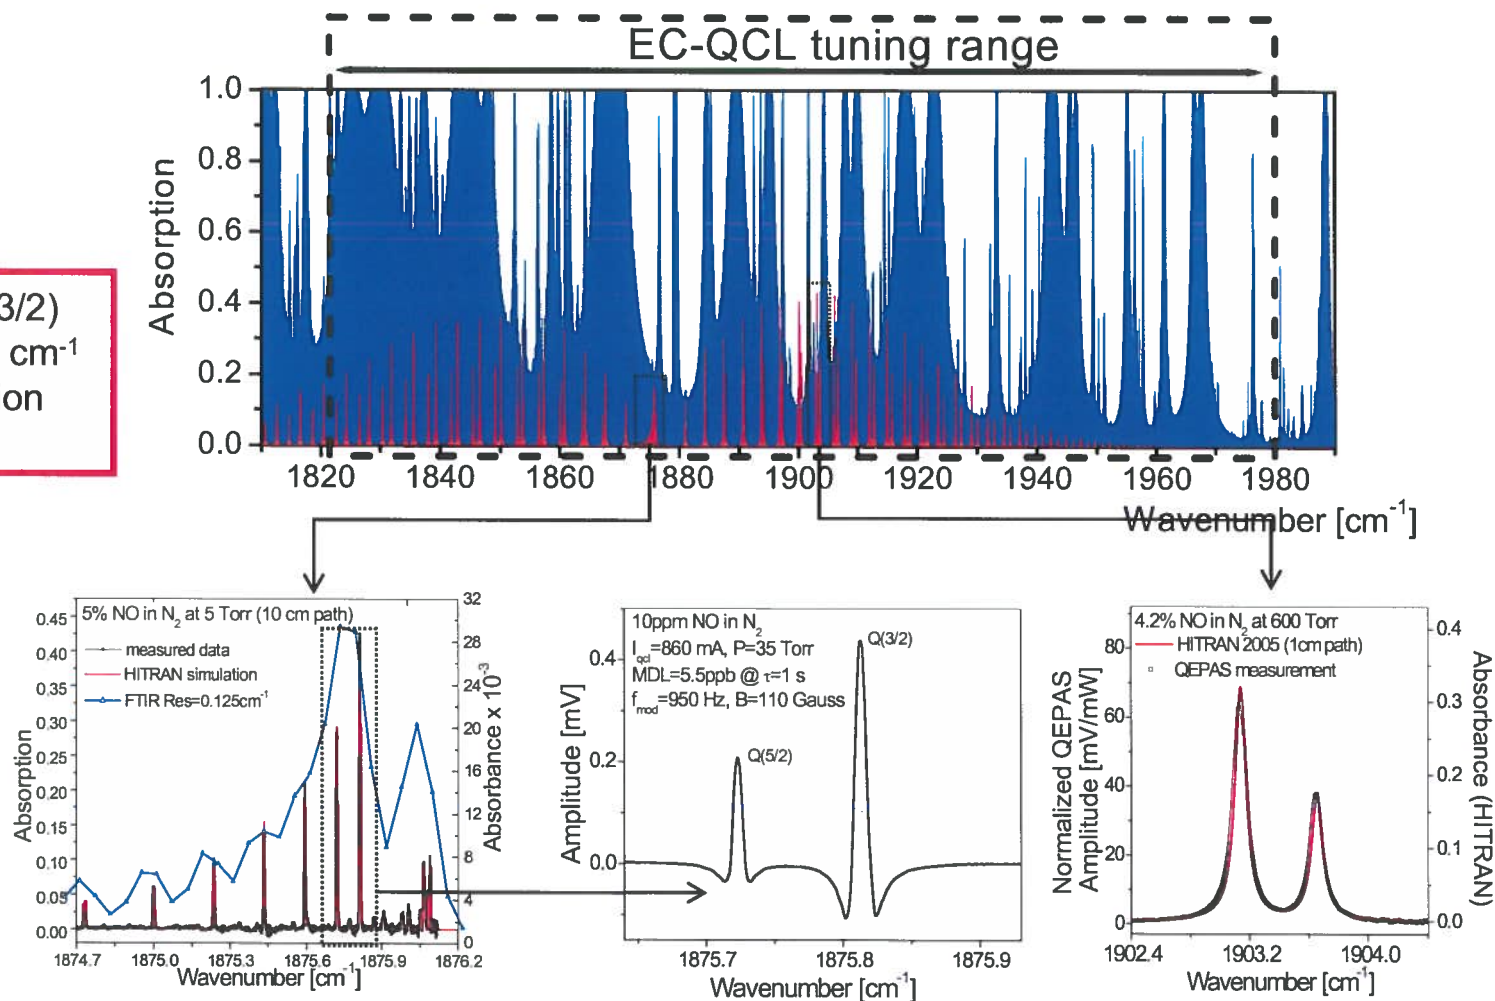 EC-QCL tuning range
1.0
0.8
0.6
0.4
0.2
0.0
Absorption
1820 1840 1860 1880 1900 1920 1940 1960 1980
Wavenumber [cm⁻¹]
3/2)
cm⁻¹
on
5% NO in N₂ at 5 Torr (10 cm path)
measured data
HITRAN simulation
FTIR Res=0.125cm⁻¹
0.45
0.40
0.35
0.30
0.25
0.20
0.15
0.10
0.05
0.00
Absorption
32
28
24
20
16
12
8
4
0
Absorbance x 10⁻³
1874.7 1875.0 1875.3 1875.6 1875.9 1876.2
Wavenumber [cm⁻¹]
10ppm NO in N₂
I_qcl=860 mA, P=35 Torr
MDL=5.5ppb @ τ=1 s
f_mod=950 Hz, B=110 Gauss
Q(3/2)
Q(5/2)
0.4
0.2
0.0
Amplitude [mV]
1875.7 1875.8 1875.9
Wavenumber [cm⁻¹]
4.2% NO in N₂ at 600 Torr
HITRAN 2005 (1cm path)
QEPAS measurement
80
60
40
20
0
Normalized QEPAS
Amplitude [mV/mW]
0.4
0.3
0.2
0.1
0.0
Absorbance (HITRAN)
1902.4 1903.2 1904.0
Wavenumber [cm⁻¹]